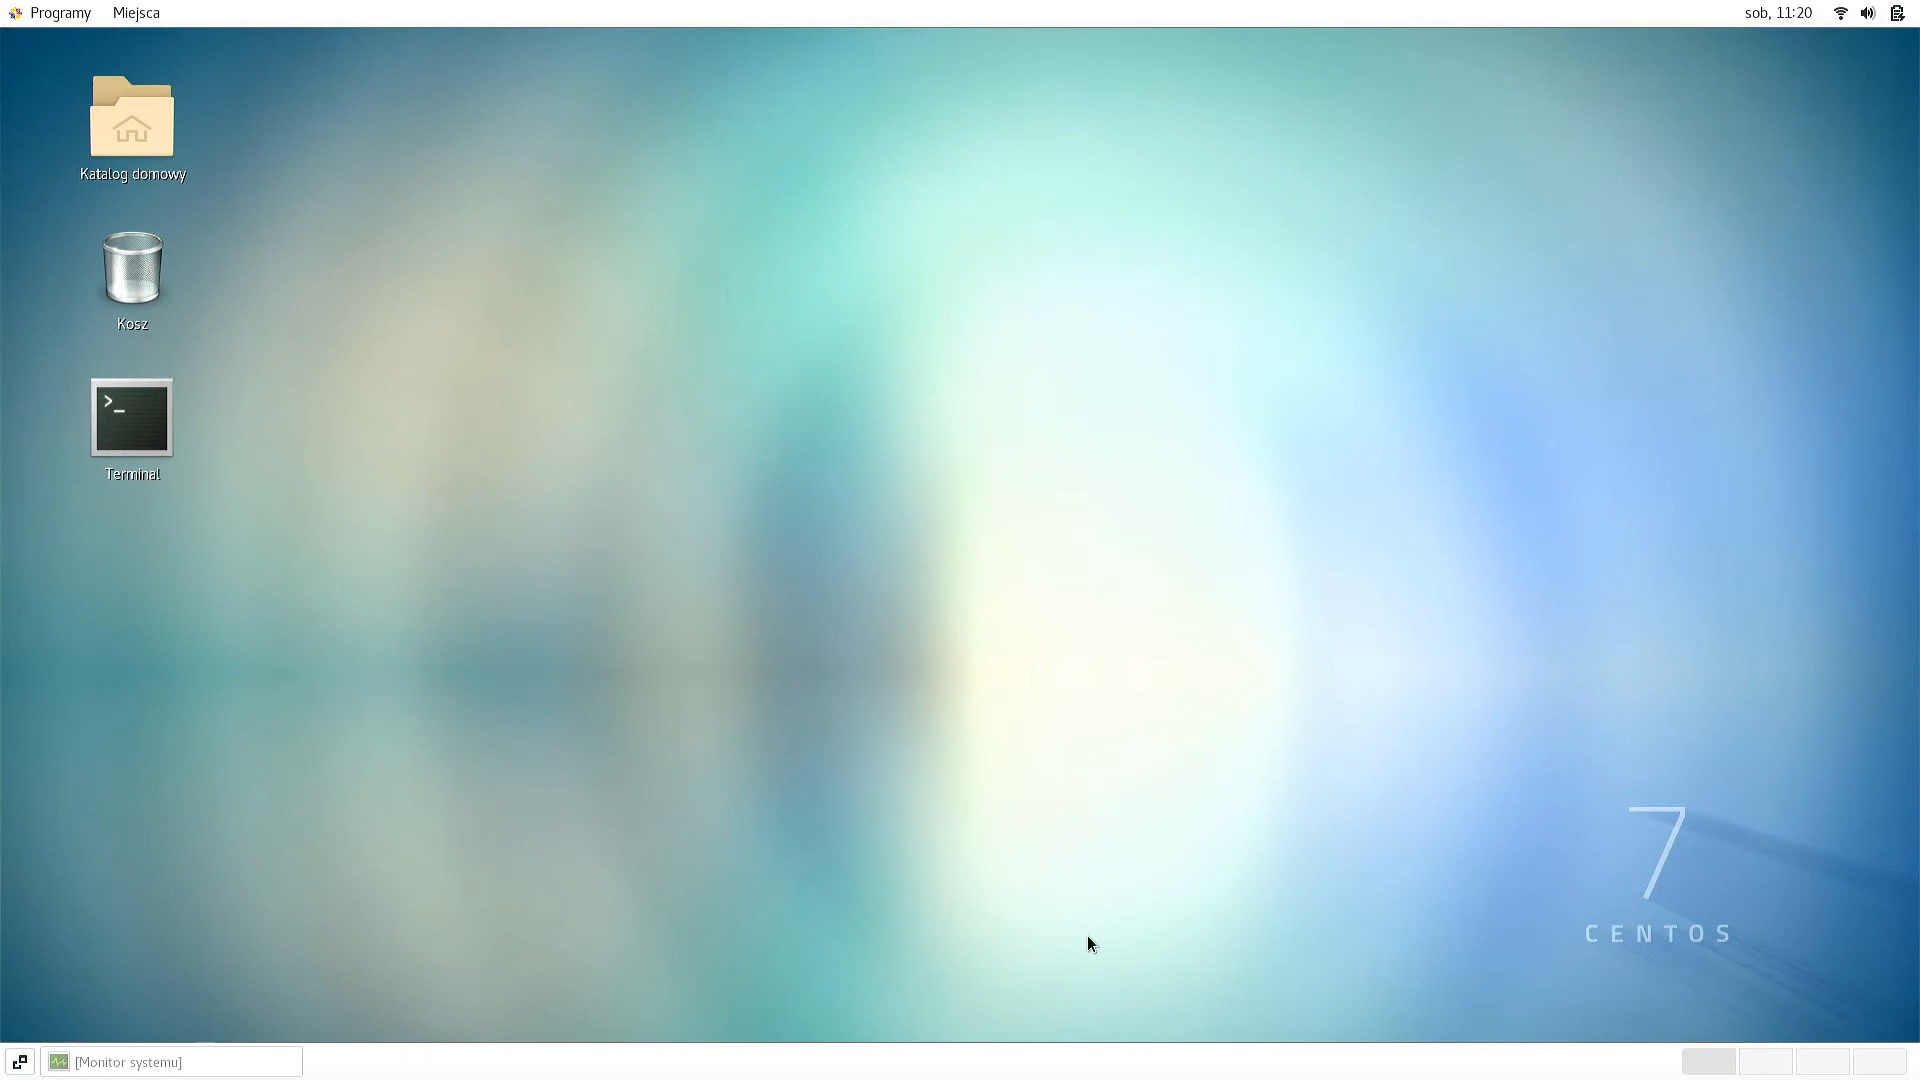 Programy Miejsca sob, 11:20
Katalog domowy
Kosz
>_
Terminal
7
CENTOS
[Monitor systemu]